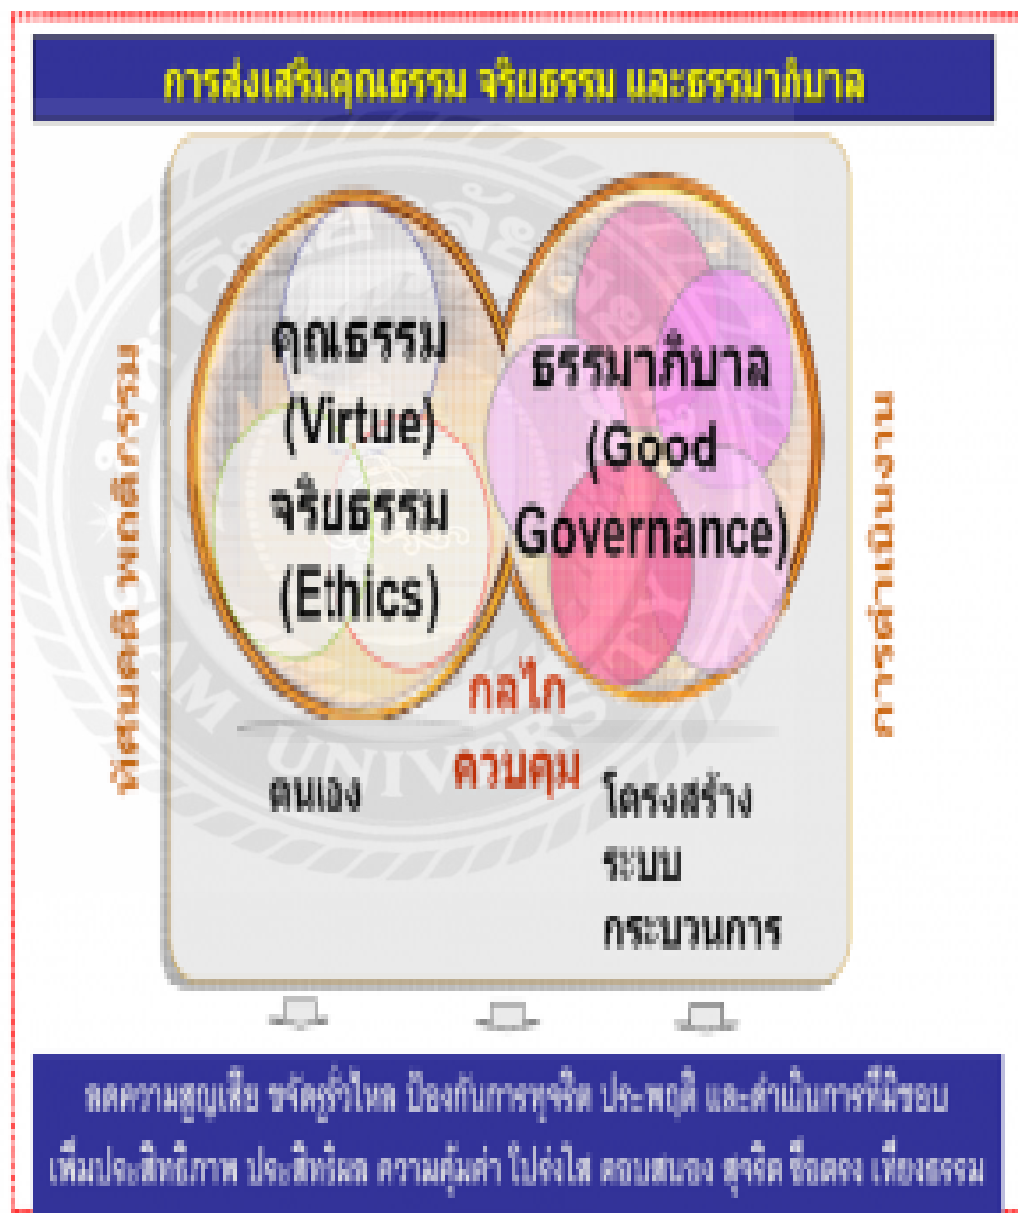 การส่งเสริมคุณธรรม จริยธรรม และธรรมาภิบาล
คุณธรรม
(Virtue)
จริยธรรม
(Ethics)
ธรรมาภิบาล
(Good
Governance)
ทัศนคติ พฤติกรรม
การดำเนินงาน
กลไก
ควบคุม
ตนเอง
โครงสร้าง
ระบบ
กระบวนการ
SIAM UNIVERSITY
ลดความสูญเสีย ขจัดรูรั่วไหล ป้องกันการทุจริต ประพฤติ และดำเนินการที่มิชอบ
เพิ่มประสิทธิภาพ ประสิทธิผล ความคุ้มค่า โปร่งใส ตอบสนอง สุจริต ซื่อตรง เที่ยงธรรม